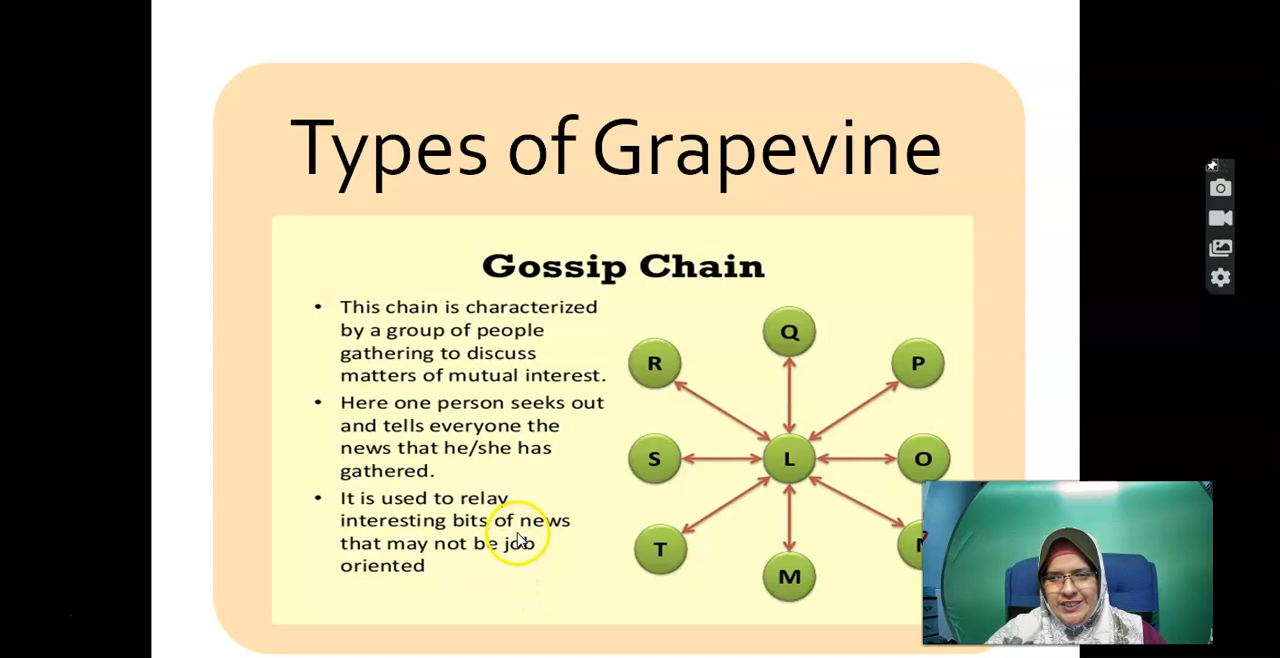 Types of Grapevine
Gossip Chain
• This chain is characterized
by a group of people
gathering to discuss
matters of mutual interest.
• Here one person seeks out
and tells everyone the
news that he/she has
gathered.
• It is used to relay
interesting bits of news
that may not be job
oriented
Q
R
P
S
L
O
T
M